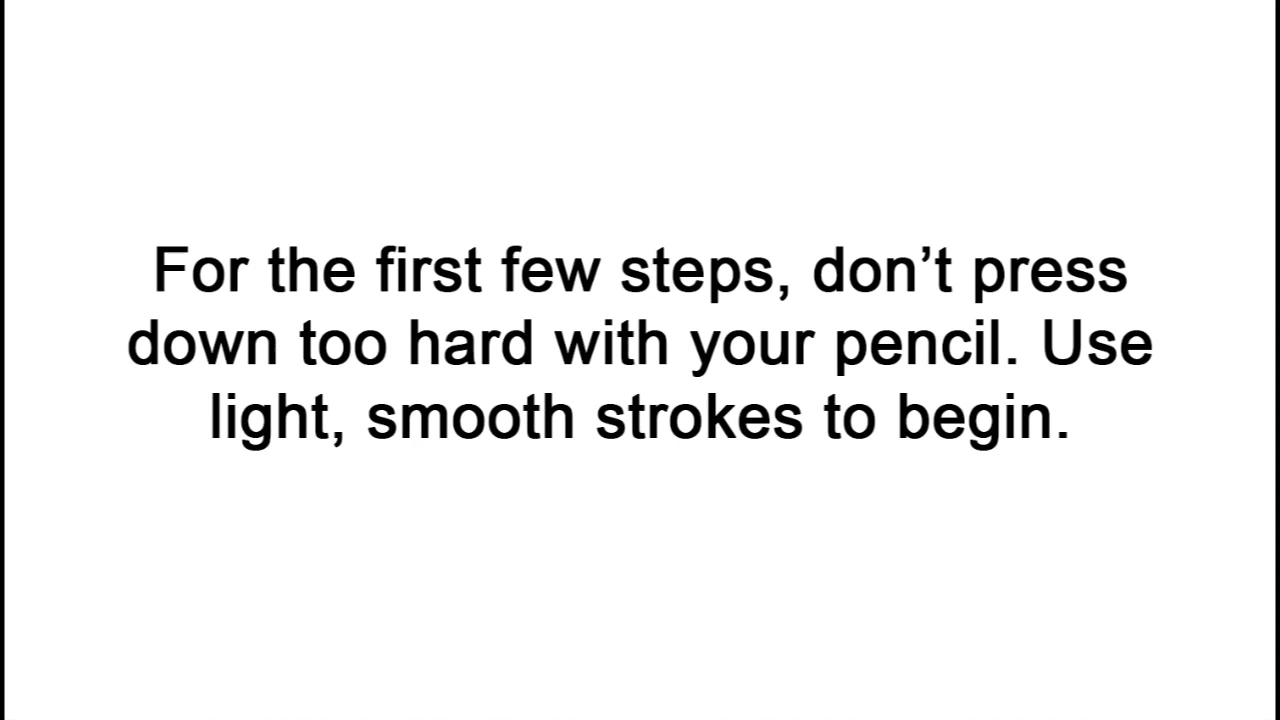 For the first few steps, don’t press
down too hard with your pencil. Use
light, smooth strokes to begin.